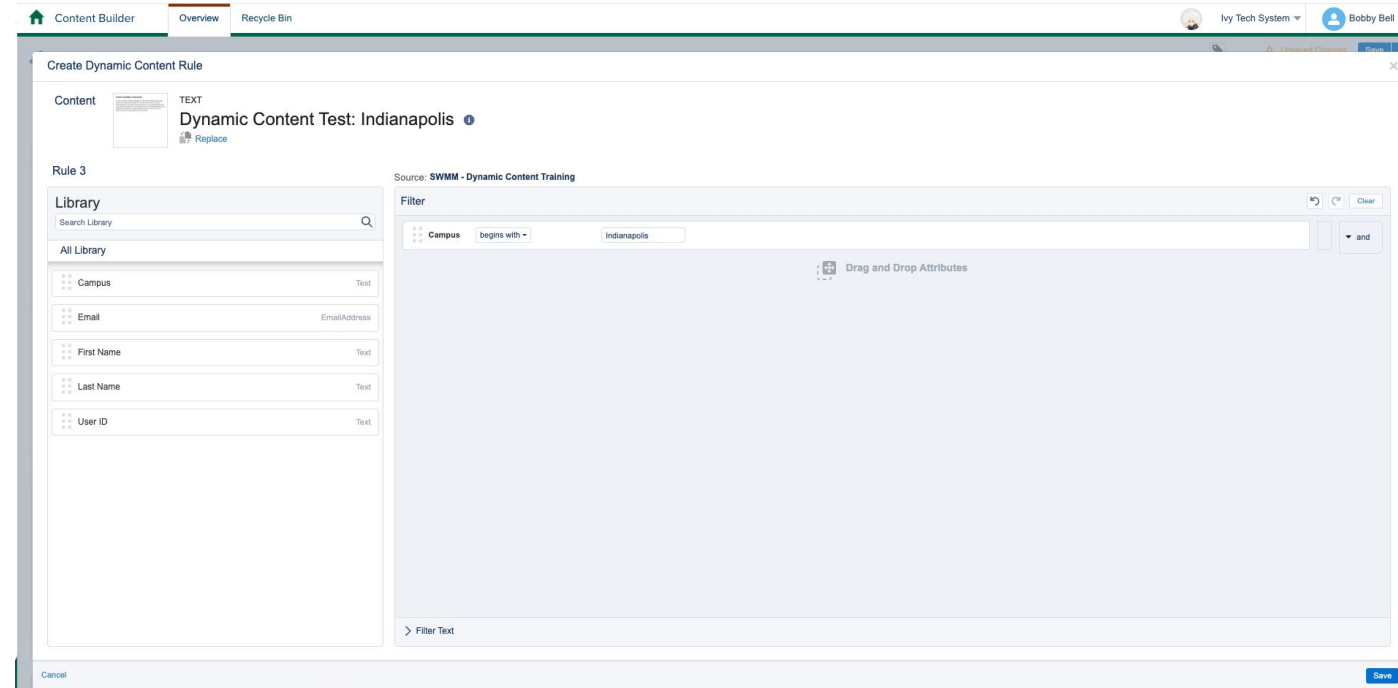 Content Builder Overview Recycle Bin Ivy Tech System Bobby Bell
Unsaved Changes Save
Create Dynamic Content Rule
Content
TEXT
Dynamic Content Test: Indianapolis
Replace
Rule 3
Source: SWMM - Dynamic Content Training
Library
Search Library
All Library
Campus Text
Email EmailAddress
First Name Text
Last Name Text
User ID Text
Filter Clear
Campus begins with Indianapolis and
Drag and Drop Attributes
Filter Text
Cancel Save